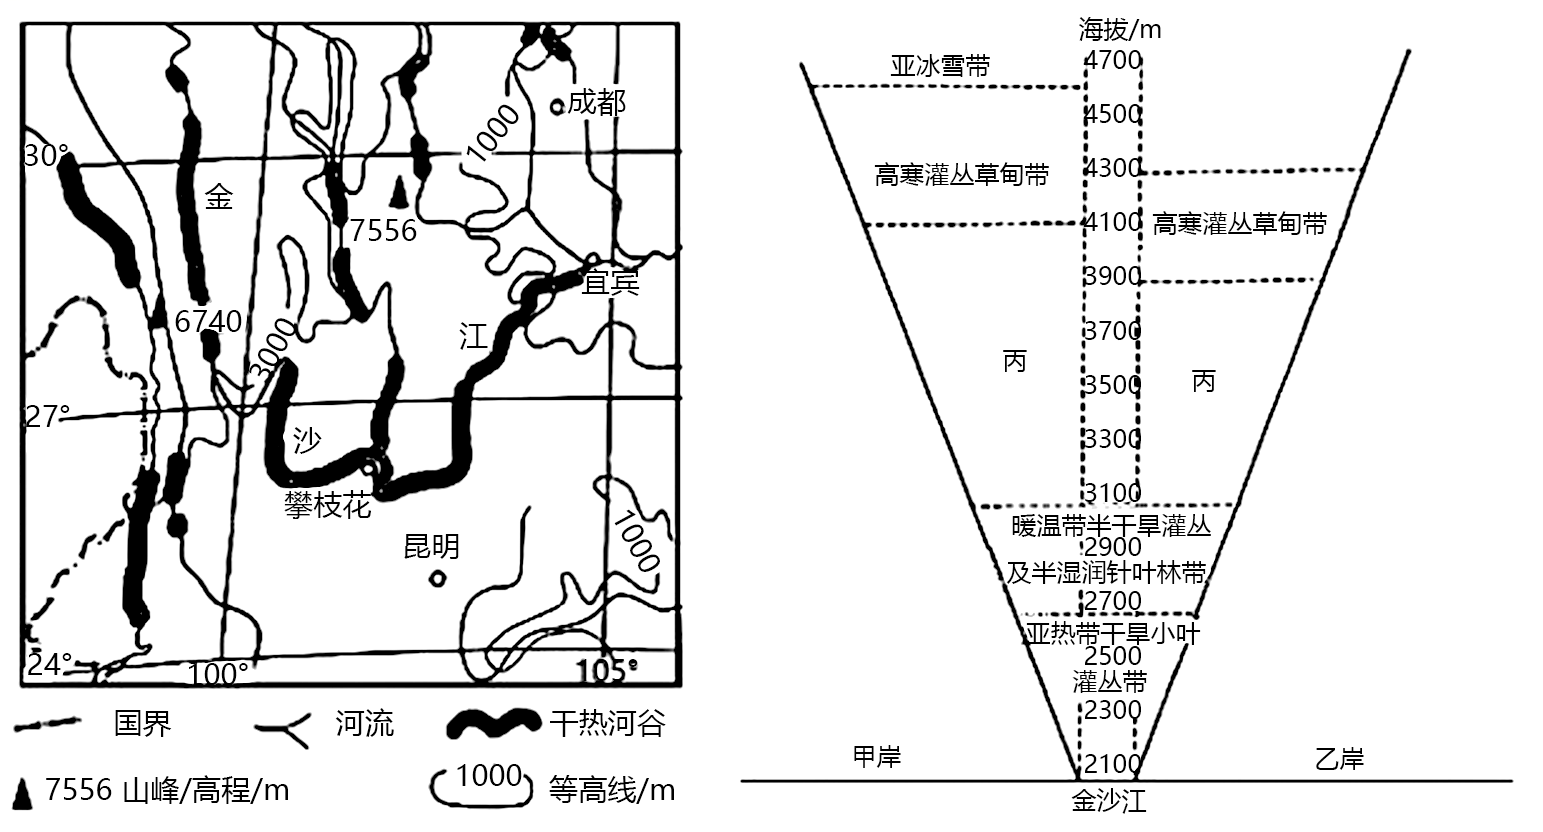 成都
1000
30°
金
7556
宜宾
6740
江
3000
27°
沙
攀枝花
昆明
1000
24°
100°
105°
国界
河流
干热河谷
7556 山峰/高程/m
1000
等高线/m
海拔/m
4700
亚冰雪带
4500
4300
高寒灌丛草甸带
4100
高寒灌丛草甸带
3900
3700
丙
丙
3500
3300
3100
暖温带半干旱灌丛
2900
及半湿润针叶林带
2700
亚热带干旱小叶
2500
灌丛带
2300
甲岸
2100
乙岸
金沙江